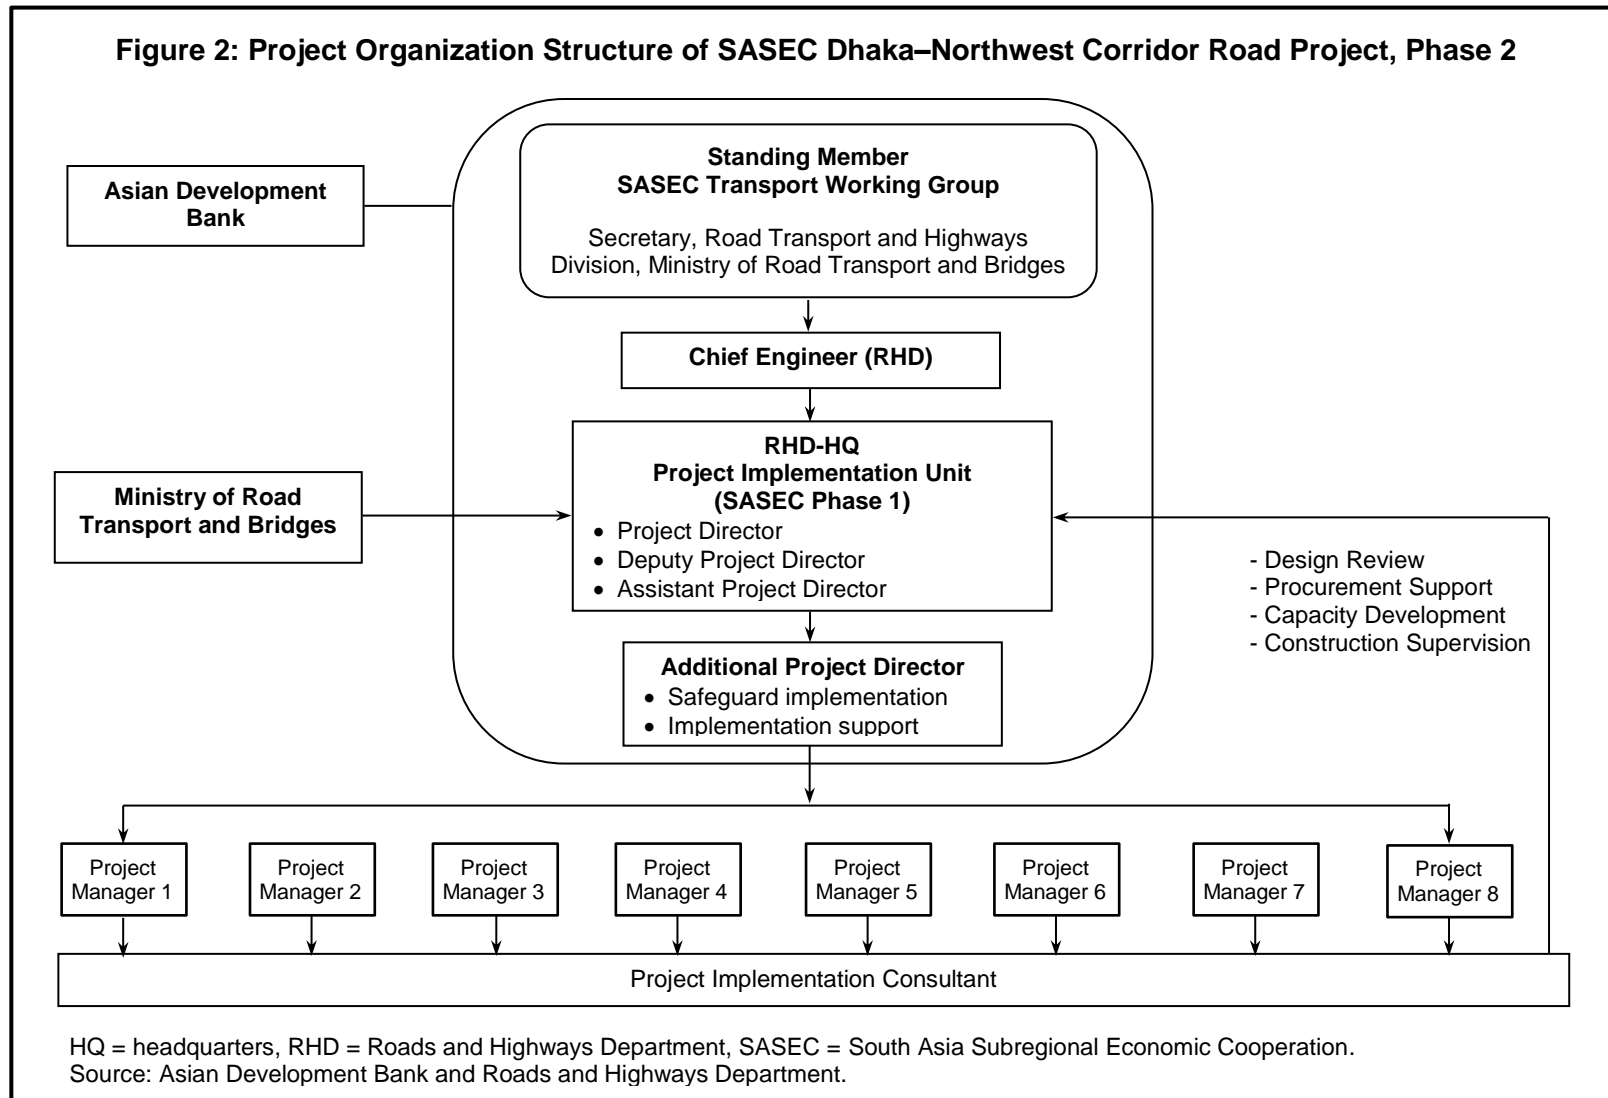 Figure 2: Project Organization Structure of SASEC Dhaka–Northwest Corridor Road Project, Phase 2
Standing Member
SASEC Transport Working Group
Secretary, Road Transport and Highways
Division, Ministry of Road Transport and Bridges
Asian Development
Bank
Chief Engineer (RHD)
RHD-HQ
Project Implementation Unit
(SASEC Phase 1)
• Project Director
• Deputy Project Director
• Assistant Project Director
Ministry of Road
Transport and Bridges
- Design Review
- Procurement Support
- Capacity Development
- Construction Supervision
Additional Project Director
• Safeguard implementation
• Implementation support
Project
Manager 1
Project
Manager 2
Project
Manager 3
Project
Manager 4
Project
Manager 5
Project
Manager 6
Project
Manager 7
Project
Manager 8
Project Implementation Consultant
HQ = headquarters, RHD = Roads and Highways Department, SASEC = South Asia Subregional Economic Cooperation.
Source: Asian Development Bank and Roads and Highways Department.